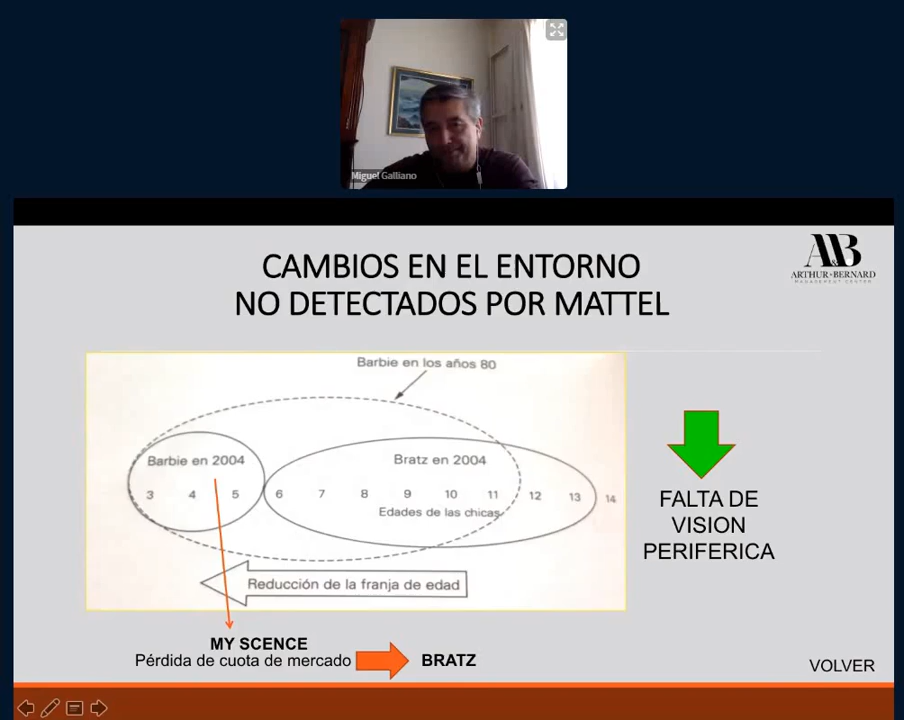 Miguel Galliano
A&B
ARTHUR·BERNARD
MANAGEMENT CENTER
CAMBIOS EN EL ENTORNO
NO DETECTADOS POR MATTEL
Barbie en los años 80
Barbie en 2004
Bratz en 2004
3 4 5 6 7 8 9 10 11 12 13 14
Edades de las chicas
Reducción de la franja de edad
FALTA DE
VISION
PERIFERICA
MY SCENCE
Pérdida de cuota de mercado
BRATZ
VOLVER